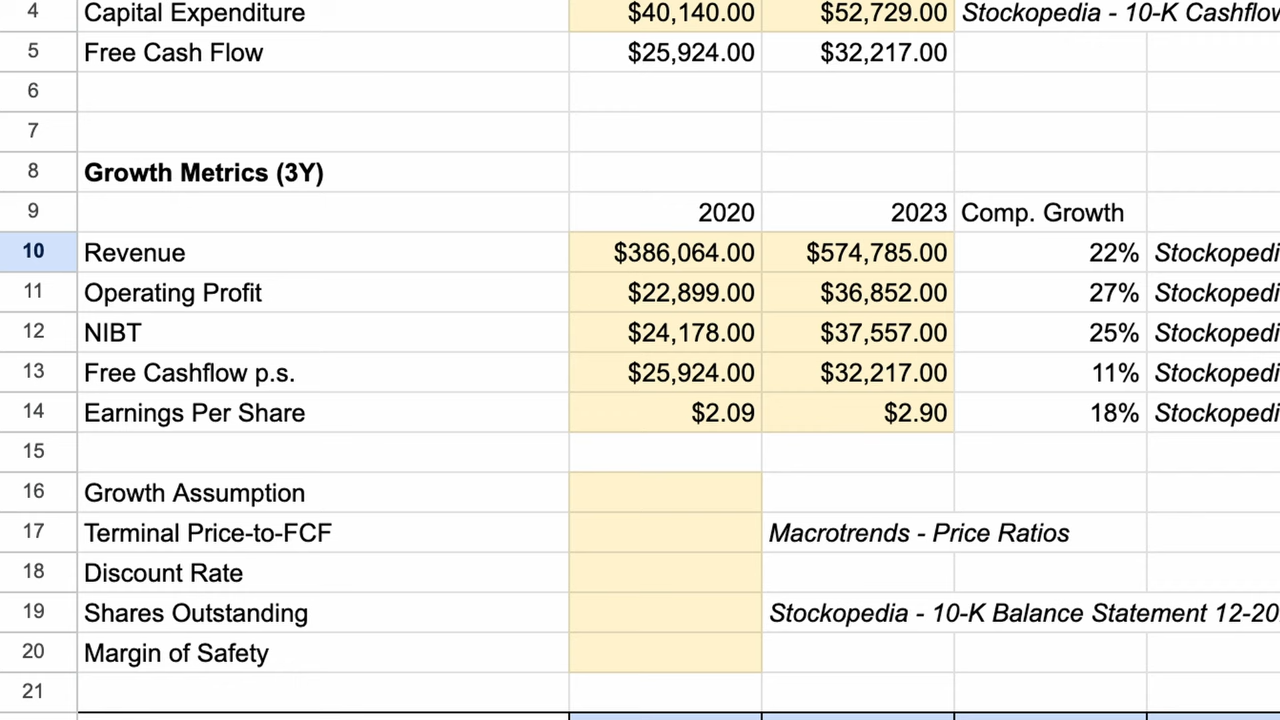 4 Capital Expenditure $40,140.00 $52,729.00 Stockopedia - 10-K Cashflow
5 Free Cash Flow $25,924.00 $32,217.00
6
7
8 Growth Metrics (3Y)
9 2020 2023 Comp. Growth
10 Revenue $386,064.00 $574,785.00 22% Stockopedi
11 Operating Profit $22,899.00 $36,852.00 27% Stockopedi
12 NIBT $24,178.00 $37,557.00 25% Stockopedi
13 Free Cashflow p.s. $25,924.00 $32,217.00 11% Stockopedi
14 Earnings Per Share $2.09 $2.90 18% Stockopedi
15
16 Growth Assumption
17 Terminal Price-to-FCF Macrotrends - Price Ratios
18 Discount Rate
19 Shares Outstanding Stockopedia - 10-K Balance Statement 12-20
20 Margin of Safety
21